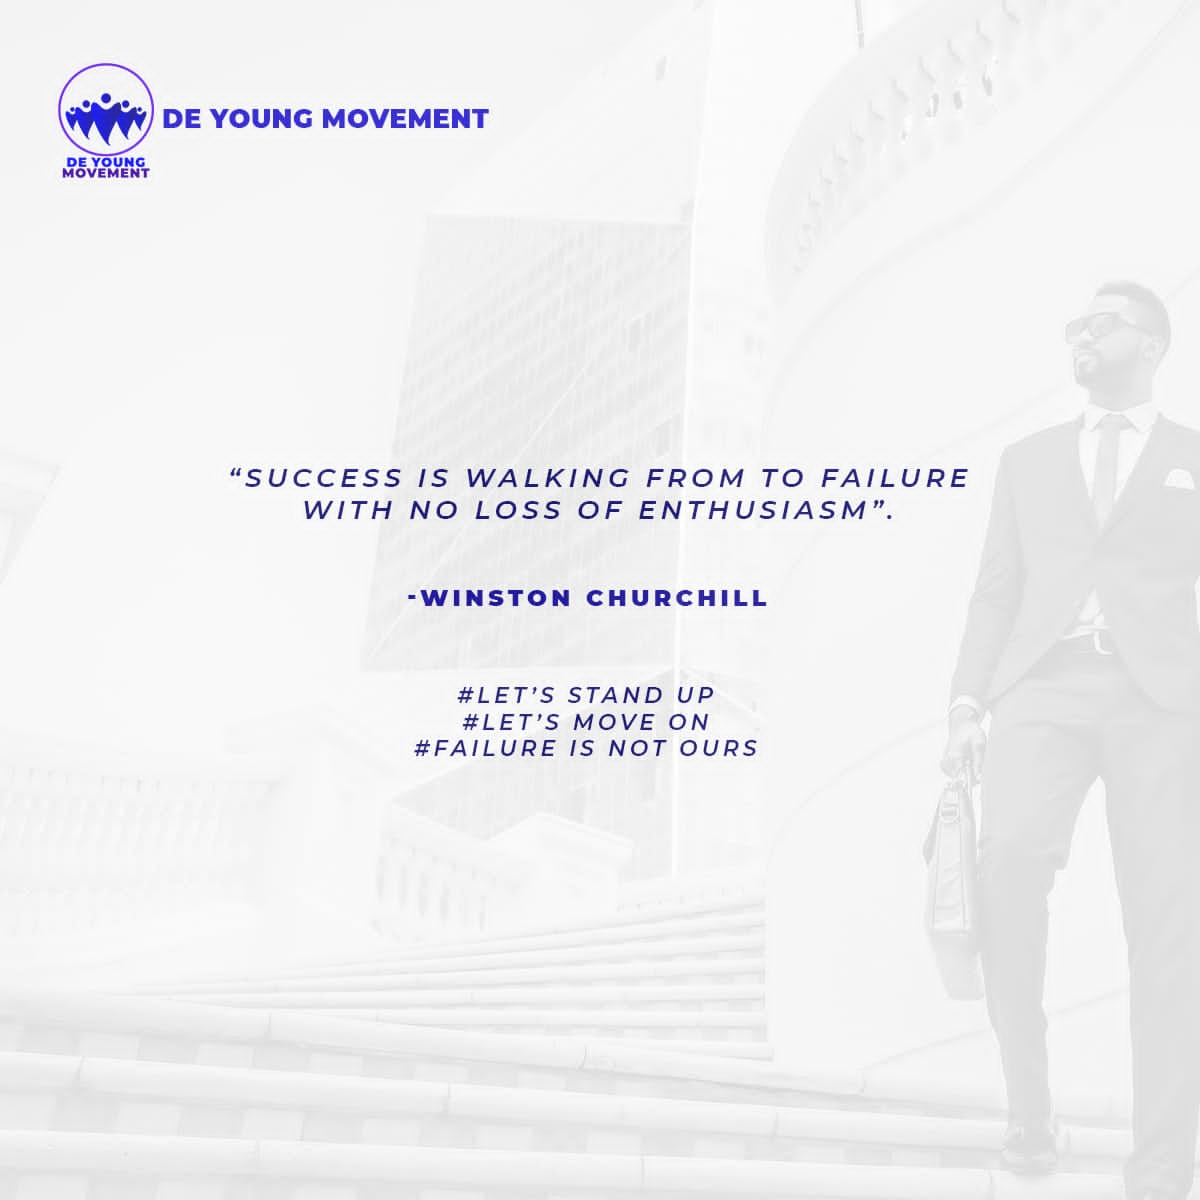 DE YOUNG MOVEMENT
DE YOUNG
MOVEMENT
“SUCCESS IS WALKING FROM TO FAILURE
WITH NO LOSS OF ENTHUSIASM”.
-WINSTON CHURCHILL
#LET’S STAND UP
#LET’S MOVE ON
#FAILURE IS NOT OURS